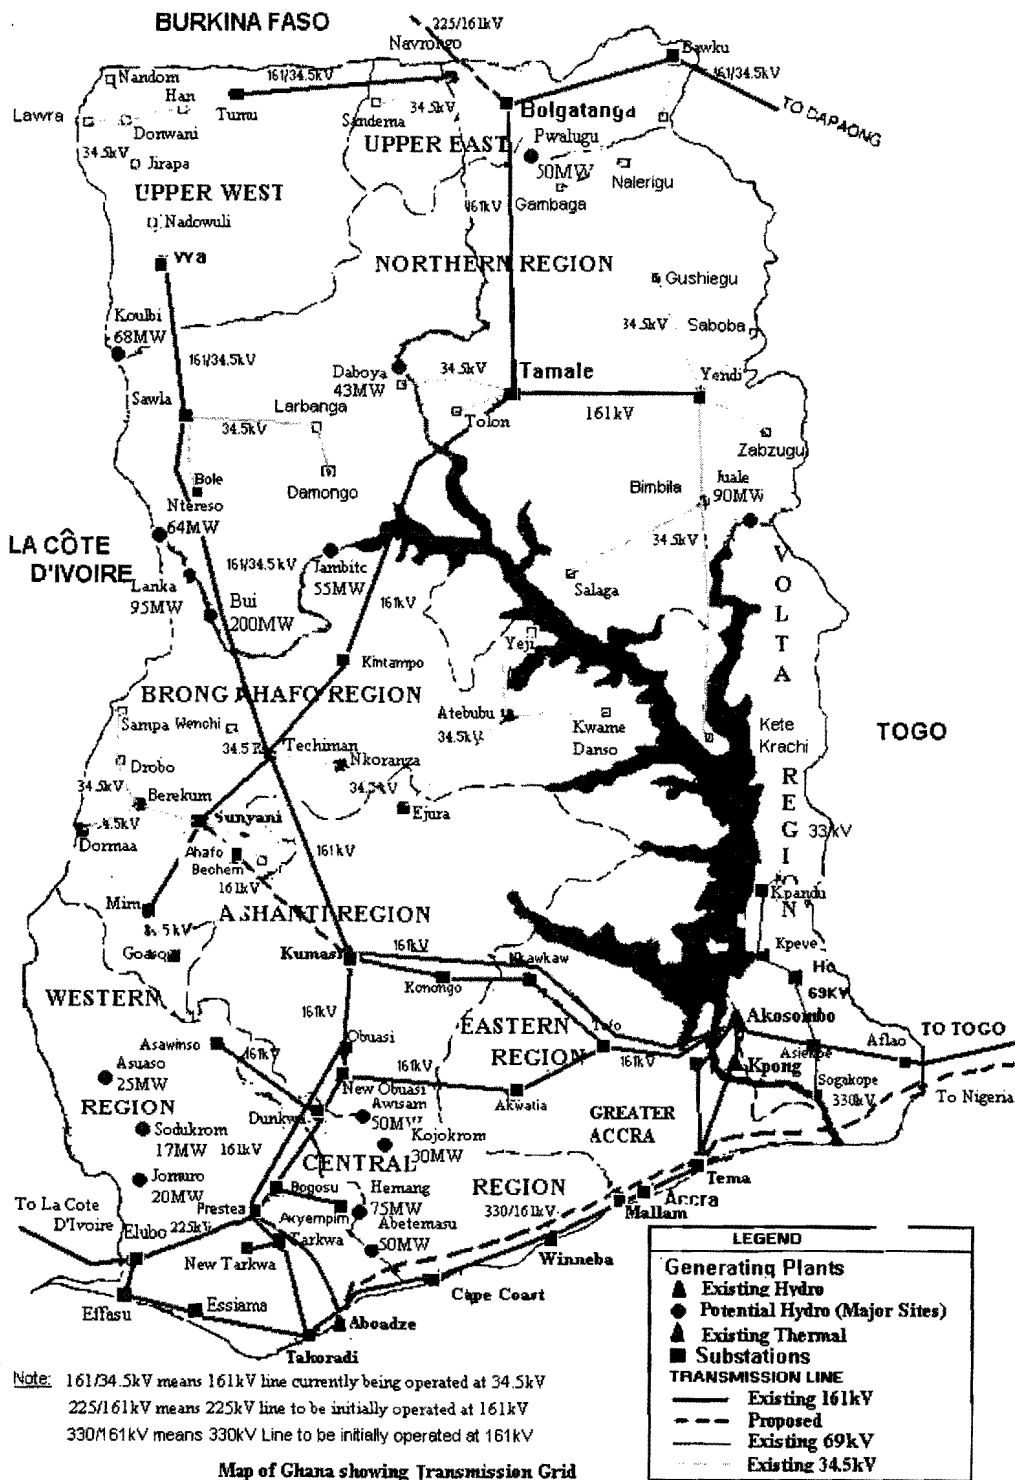 BURKINA FASO
225/161kV
Navrongo
Bawku
Nandom
161/34.5kV
161/34.5kV
Han
34.5kV
Bolgatanga
TO DAPAONG
Lawra
Tumu
Sandema
Donwani
UPPER EAST
Pwalugu
34.5kV
Jirapa
50MW
Nalerigu
UPPER WEST
161kV
Gambaga
Nadowuli
NORTHERN REGION
Gushiegu
Koulbi
34.5kV
Saboba
68MW
161/34.5kV
Daboya
34.5kV
Tamale
Yendi
43MW
Sawla
Larbanga
Tolon
161kV
34.5kV
Zabzugu
Damongo
Bole
Bimbila
Juale
90MW
Ntereso
64MW
LA CÔTE
D'IVOIRE
34.5kV
161/34.5kV
55MW
Lanka
95MW
Bui
200MW
161kV
Salaga
VOLTA REGION
Yeji
Kintampo
BRONG AHAFO REGION
Sampa
Wenchi
Atebubu
Kwame
Danso
Kete
Krachi
TOGO
34.5kV
Techiman
Drobo
Nkoranza
34.5kV
34.5kV
Berekum
Ejura
Sunyani
Dormaa
33kV
Ahafo
Bechem
161kV
161kV
Mim
Kpandu
ASHANTI REGION
Kumasi
161kV
Kpeve
Ho
Konongo
69KV
WESTERN
161kV
EASTERN
Akosombo
TO TOGO
Tafo
Obuasi
Asawinso
161kV
REGION
161kV
Aflao
Asuaso
Kpong
25MW
New Obuasi
Sogakope
To Nigeria
REGION
Awisam
Akwatia
330kV
Dunkwa
50MW
GREATER
ACCRA
Sodukrom
17MW
161kV
Kojokrom
30MW
CENTRAL
Tema
Jomuro
20MW
Bogosu
Hemang
75MW
REGION
Accra
To La Cote
D'Ivoire
Prestea
Akyempim
330/161kV
Mallam
225kV
Abetemasu
50MW
Elubo
Tarkwa
New Tarkwa
Winneba
Cape Coast
Effasu
Essiama
Aboadze
Takoradi
LEGEND
Generating Plants
Existing Hydro
Potential Hydro (Major Sites)
Existing Thermal
Substations
TRANSMISSION LINE
Existing 161kV
Proposed
Existing 69kV
Existing 34.5kV
Note: 161/34.5kV means 161kV line currently being operated at 34.5kV
225/161kV means 225kV line to be initially operated at 161kV
330/161kV means 330kV Line to be initially operated at 161kV
Map of Ghana showing Transmission Grid